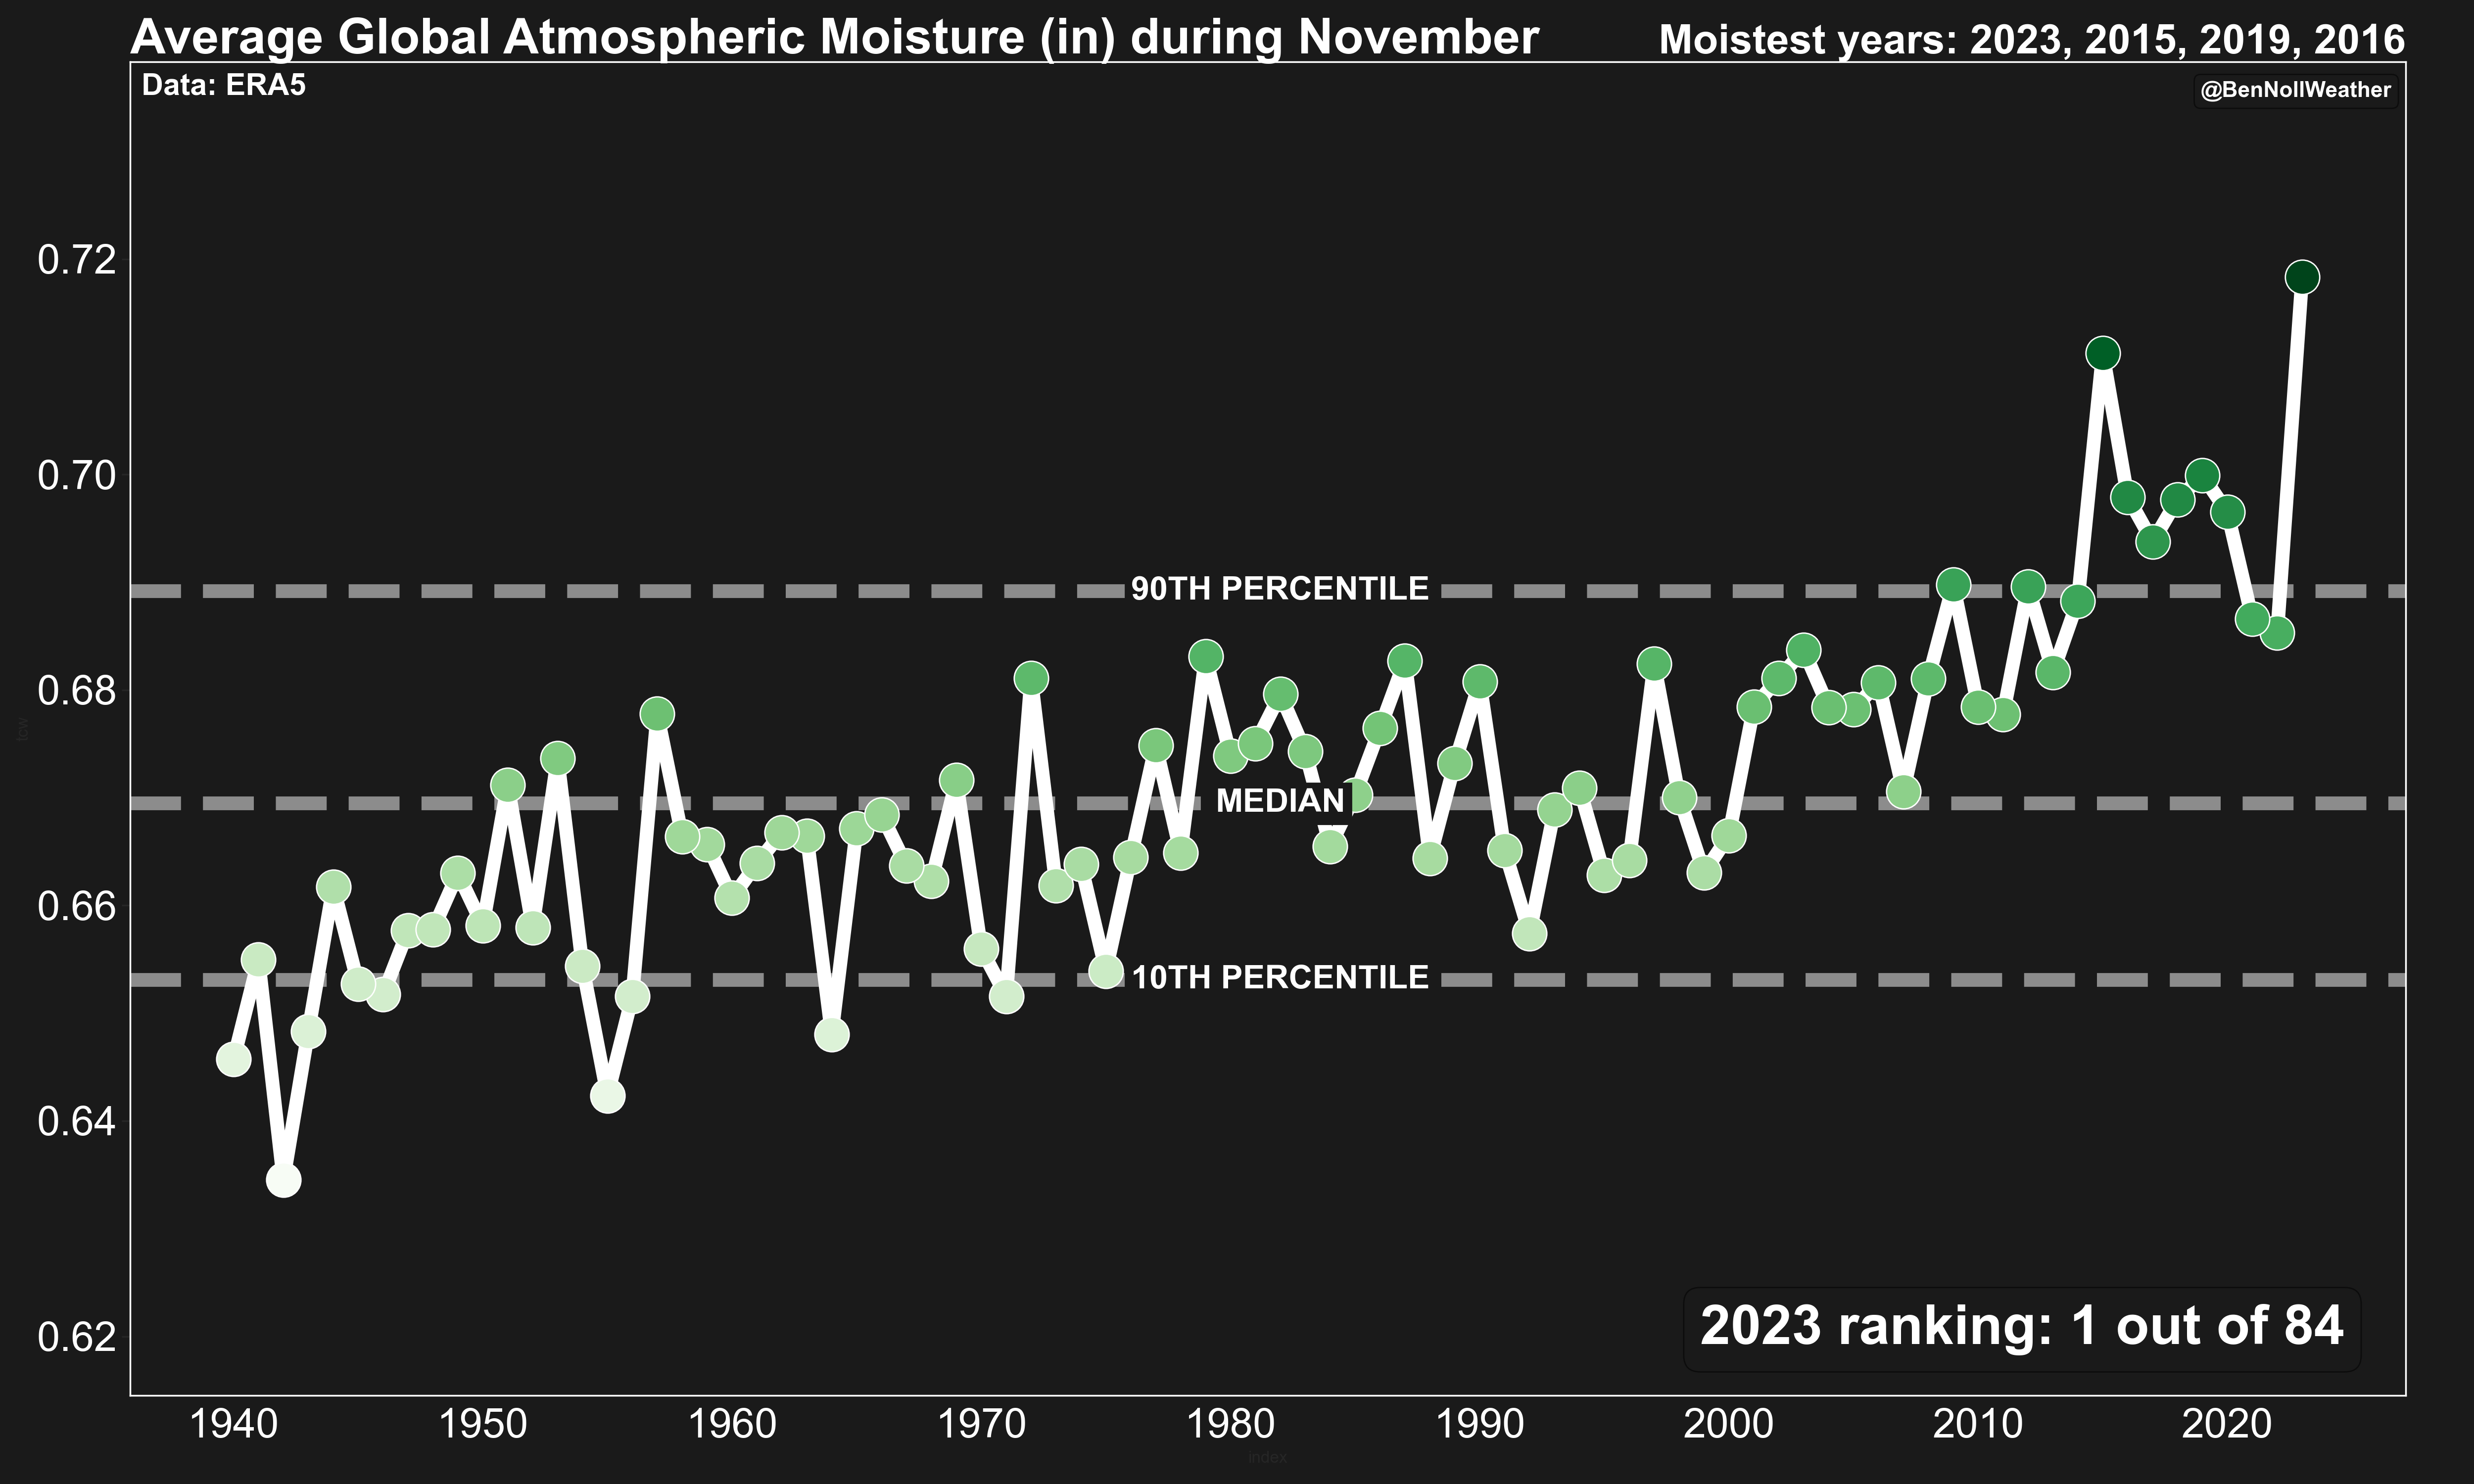 Average Global Atmospheric Moisture (in) during November
Moistest years: 2023, 2015, 2019, 2016
Data: ERA5
@BenNollWeather
0.72
0.70
90TH PERCENTILE
0.68
tcw
MEDIAN
0.66
10TH PERCENTILE
0.64
0.62
2023 ranking: 1 out of 84
1940 1950 1960 1970 1980 1990 2000 2010 2020
index